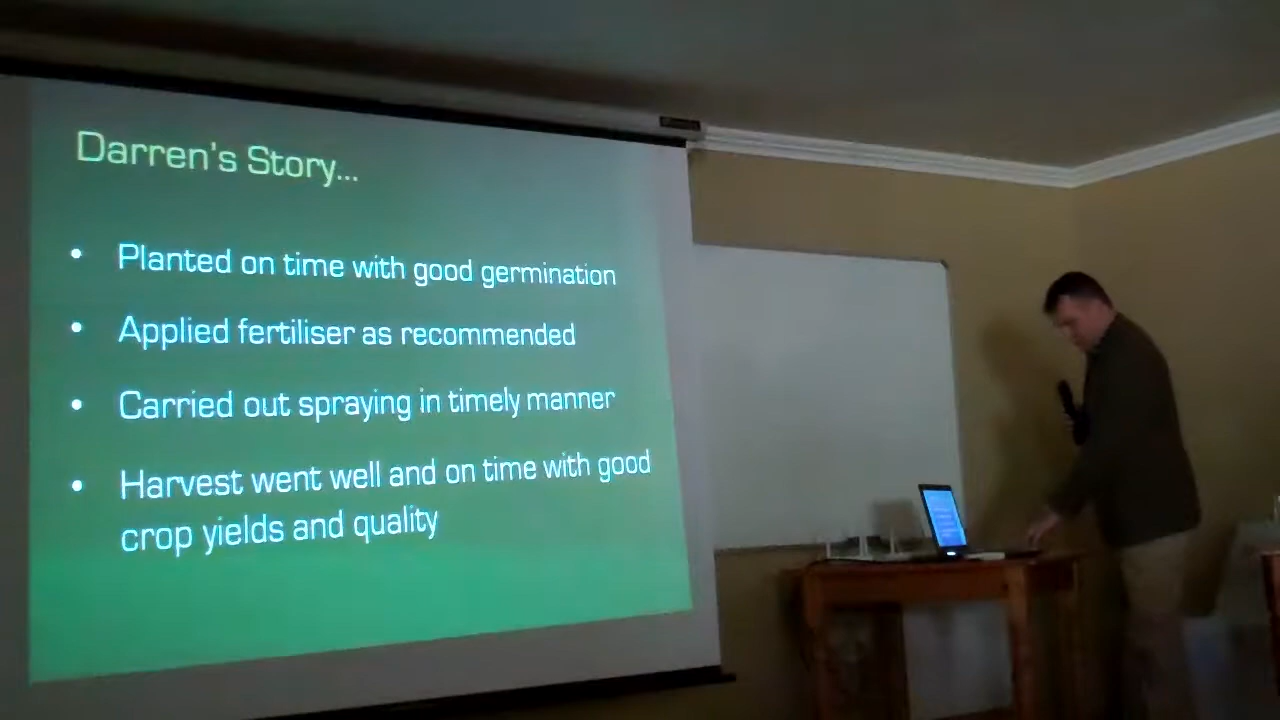 Darren's Story...
• Planted on time with good germination
• Applied fertiliser as recommended
• Carried out spraying in timely manner
• Harvest went well and on time with good
crop yields and quality